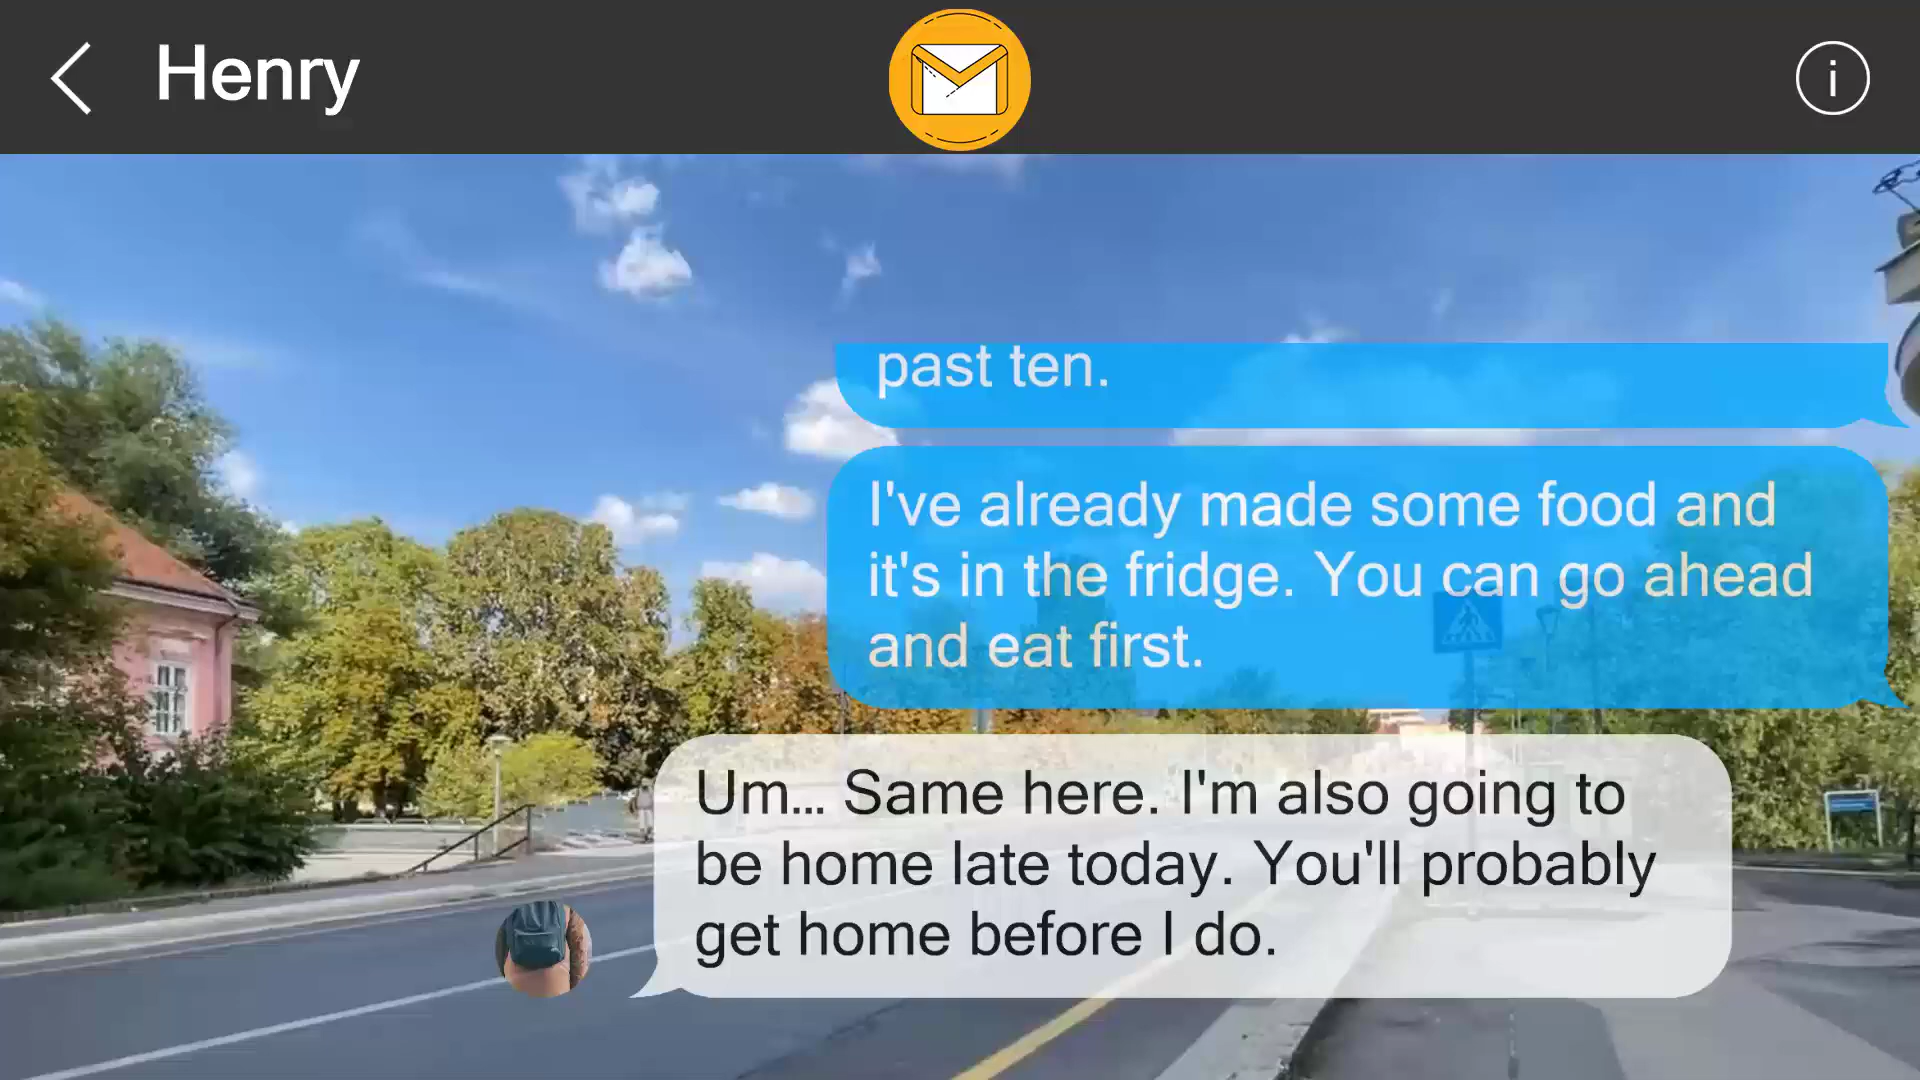 Henry
past ten.
I've already made some food and
it's in the fridge. You can go ahead
and eat first.
Um... Same here. I'm also going to
be home late today. You'll probably
get home before I do.